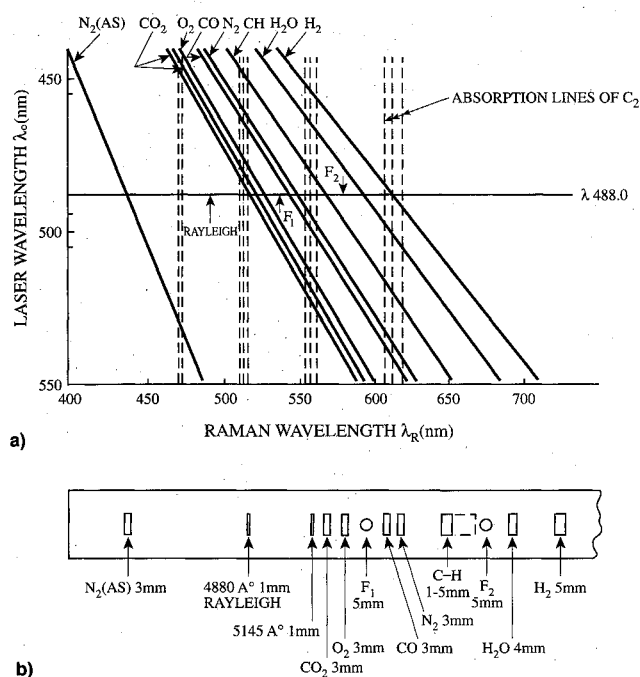 N₂(AS) CO₂ O₂ CO N₂ CH H₂O H₂
450
ABSORPTION LINES OF C₂
LASER WAVELENGTH λₒ(nm)
F₂
λ 488.0
RAYLEIGH
F₁
500
550
400 450 500 550 600 650 700
RAMAN WAVELENGTH λ_R(nm)
a)
N₂(AS) 3mm
4880 A° 1mm
RAYLEIGH
5145 A° 1mm
CO₂ 3mm
O₂ 3mm
F₁
5mm
CO 3mm
N₂ 3mm
C–H
1-5mm
F₂
5mm
H₂O 4mm
H₂ 5mm
b)